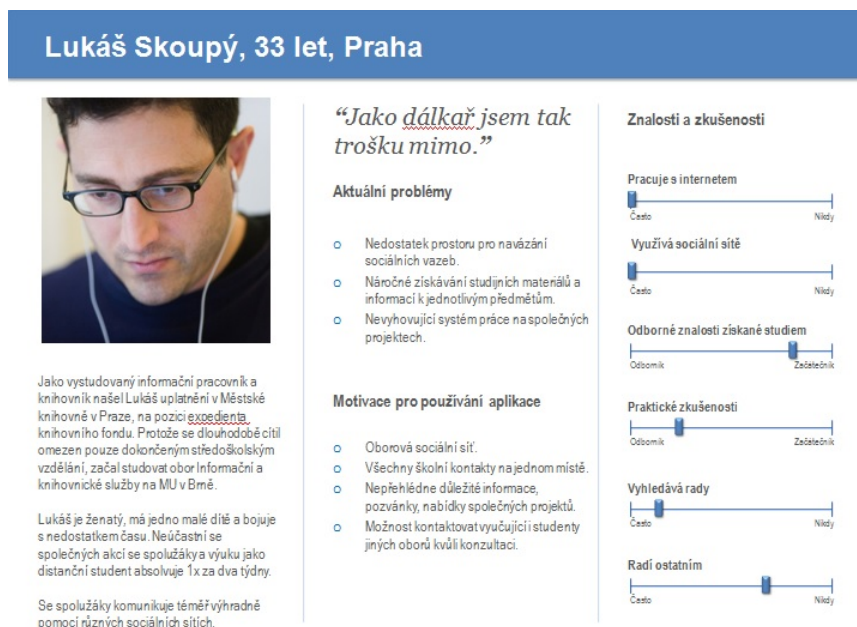 Lukáš Skoupý, 33 let, Praha
Jako vystudovaný informační pracovník a
knihovník našel Lukáš uplatnění v Městské
knihovně v Praze, na pozici expedienta
knihovního fondu. Protože se dlouhodobě cítil
omezen pouze dokončeným středoškolským
vzdělání, začal studovat obor Informační a
knihovnické služby na MU v Brně.
Lukáš je ženatý, má jedno malé dítě a bojuje
s nedostatkem času. Neúčastní se
společných akcí se spolužáky a výuku jako
distanční student absolvuje 1x za dva týdny.
Se spolužáky komunikuje téměř výhradně
pomocí různých sociálních sítích.
“Jako dálkař jsem tak
trošku mimo.”
Aktuální problémy
Nedostatek prostoru pro navázání
sociálních vazeb.
Náročné získávání studijních materiálů a
informací k jednotlivým předmětům.
Nevyhovující systém práce na společných
projektech.
Motivace pro používání aplikace
Oborová sociální síť.
Všechny školní kontakty na jednom místě.
Nepřehlédne důležité informace,
pozvánky, nabídky společných projektů.
Možnost kontaktovat vyučující i studenty
jiných oborů kvůli konzultaci.
Znalosti a zkušenosti
Pracuje s internetem
Často Nikdy
Využívá sociální sítě
Často Nikdy
Odborné znalosti získané studiem
Odborník Začátečník
Praktické zkušenosti
Odborník Začátečník
Vyhledává rady
Často Nikdy
Radí ostatním
Často Nikdy